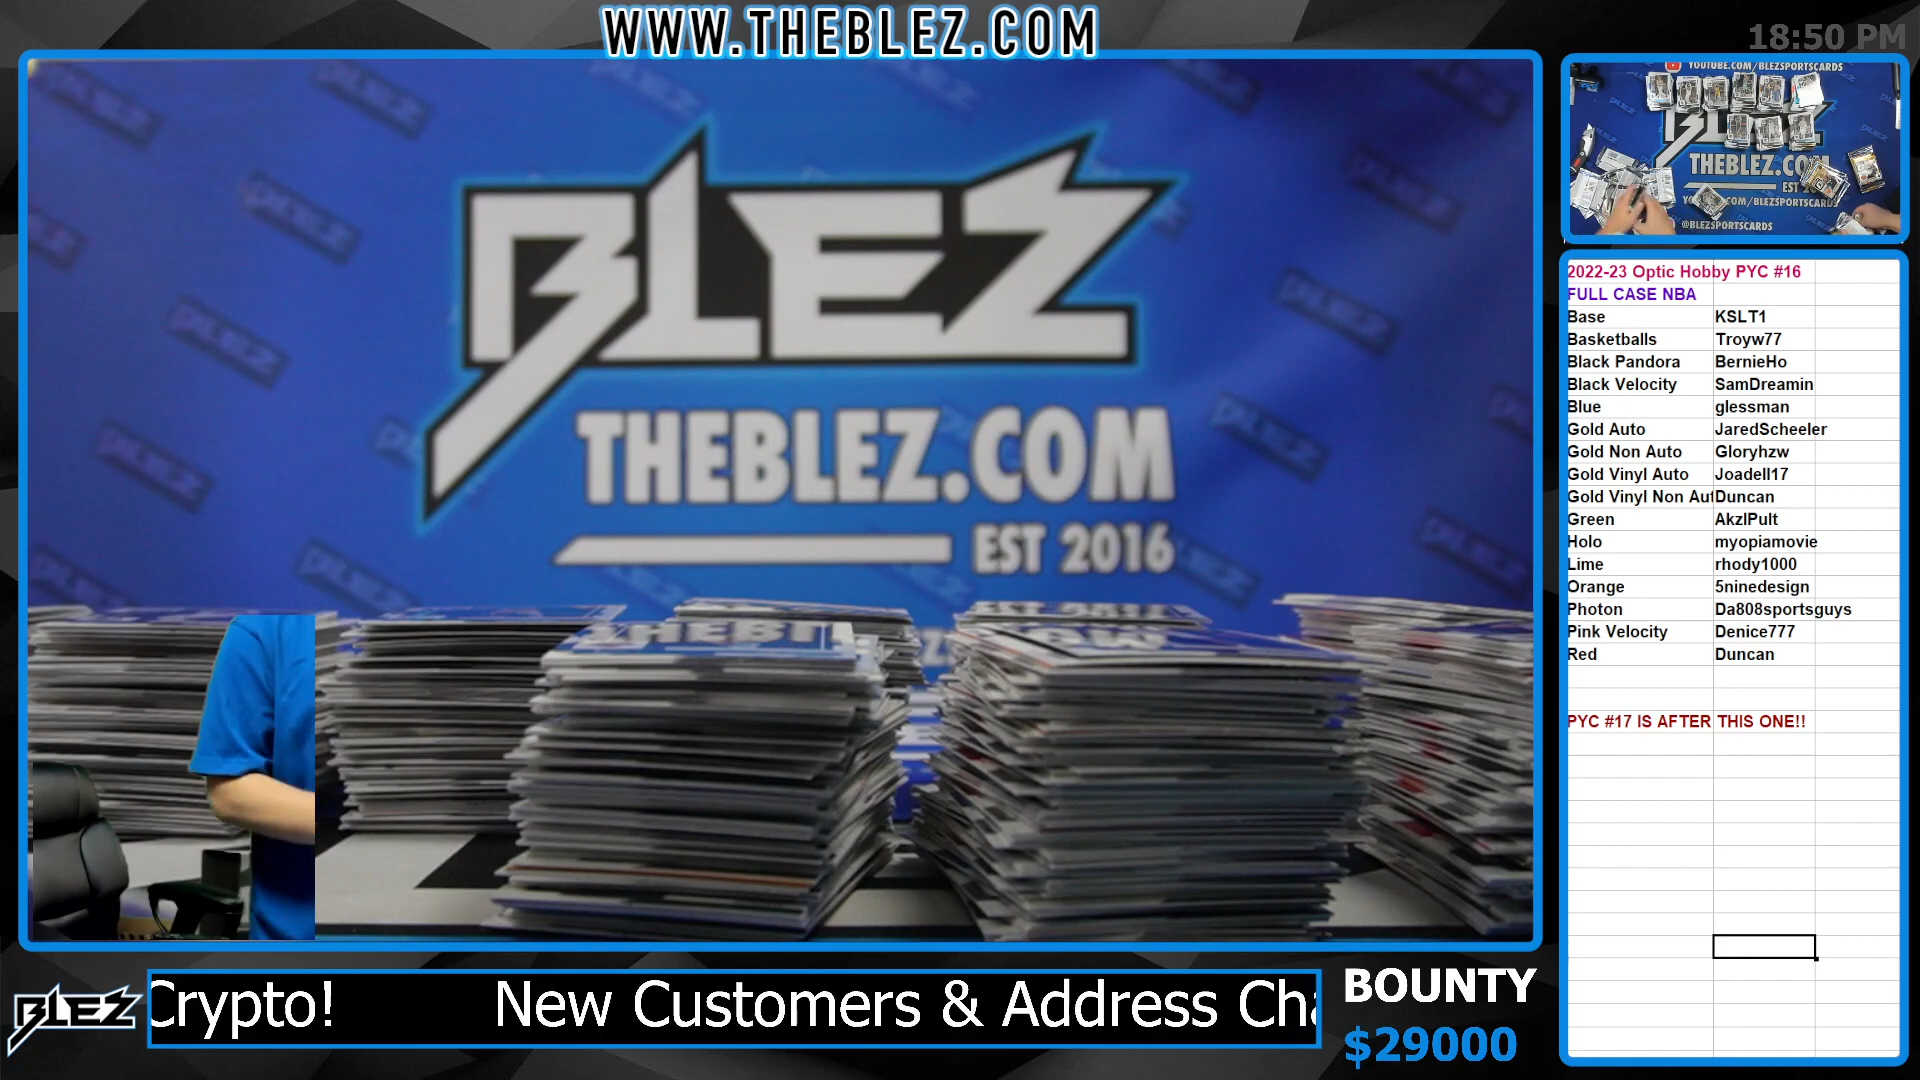 WWW.THEBLEZ.COM
18:50 PM
BLEZ
THEBLEZ.COM
EST 2016
YOUTUBE.COM/BLEZSPORTSCARDS
THEBLEZ.COM
@BLEZSPORTSCARDS
2022-23 Optic Hobby PYC #16
FULL CASE NBA
Base KSLT1
Basketballs Troyw77
Black Pandora BernieHo
Black Velocity SamDreamin
Blue glessman
Gold Auto JaredScheeler
Gold Non Auto Gloryhzw
Gold Vinyl Auto Joadell17
Gold Vinyl Non Aut Duncan
Green AkzlPult
Holo myopiamovie
Lime rhody1000
Orange 5ninedesign
Photon Da808sportsguys
Pink Velocity Denice777
Red Duncan
PYC #17 IS AFTER THIS ONE!!
BLEZ
Crypto! New Customers & Address Cha
BOUNTY
$29000